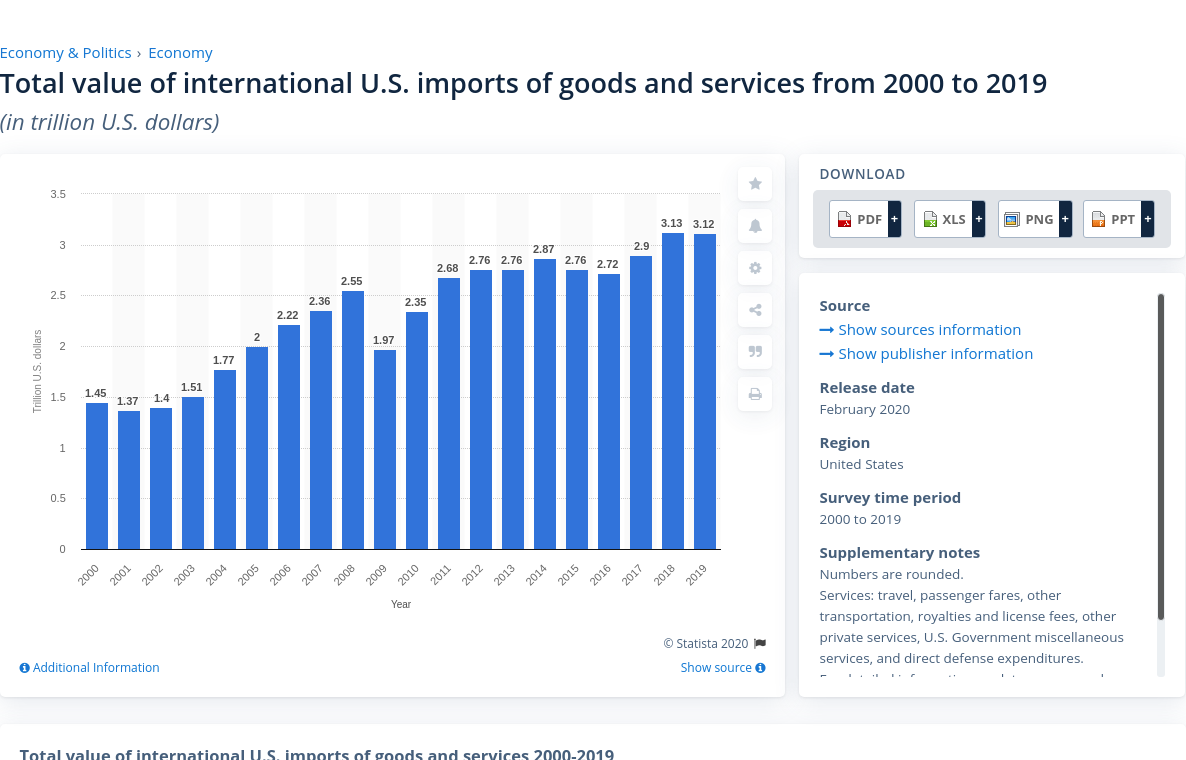 Economy & Politics › Economy
Total value of international U.S. imports of goods and services from 2000 to 2019
(in trillion U.S. dollars)
3.5
3
2.5
2
1.5
1
0.5
0
Trillion U.S. dollars
1.45
1.37
1.4
1.51
1.77
2
2.22
2.36
2.55
1.97
2.35
2.68
2.76
2.76
2.87
2.76
2.72
2.9
3.13
3.12
2000
2001
2002
2003
2004
2005
2006
2007
2008
2009
2010
2011
2012
2013
2014
2015
2016
2017
2018
2019
Year
© Statista 2020
Additional Information
Show source
DOWNLOAD
PDF +
XLS +
PNG +
PPT +
Source
Show sources information
Show publisher information
Release date
February 2020
Region
United States
Survey time period
2000 to 2019
Supplementary notes
Numbers are rounded.
Services: travel, passenger fares, other
transportation, royalties and license fees, other
private services, U.S. Government miscellaneous
services, and direct defense expenditures.
Total value of international U.S. imports of goods and services 2000-2019